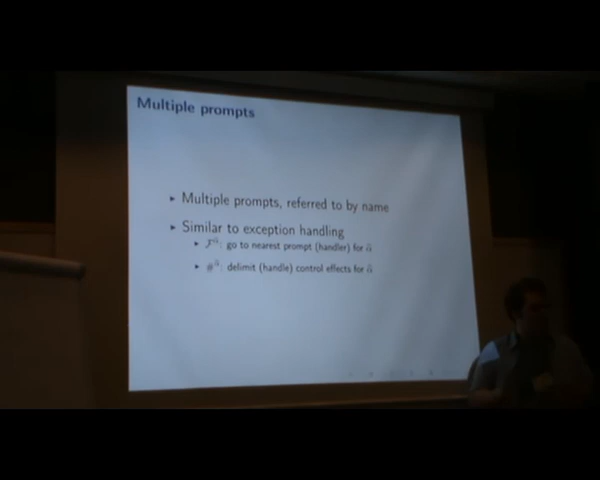 Multiple prompts
▸ Multiple prompts, referred to by name
▸ Similar to exception handling
▸ : go to nearest prompt (handler) for α̂
▸ #^α̂: delimit (handle) control effects for α̂